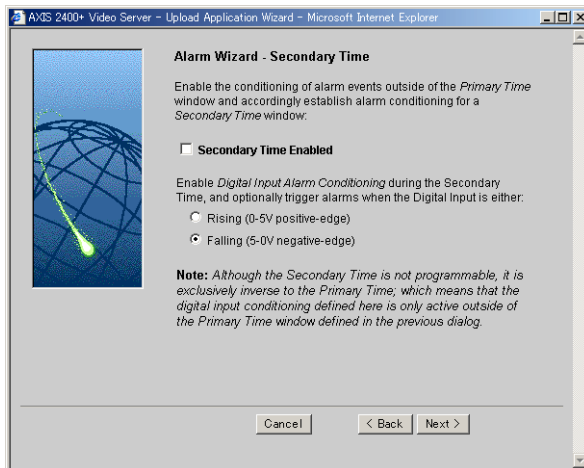 AXIS 2400+ Video Server - Upload Application Wizard - Microsoft Internet Explorer
Alarm Wizard - Secondary Time
Enable the conditioning of alarm events outside of the Primary Time
window and accordingly establish alarm conditioning for a
Secondary Time window:
Secondary Time Enabled
Enable Digital Input Alarm Conditioning during the Secondary
Time, and optionally trigger alarms when the Digital Input is either:
Rising (0-5V positive-edge)
Falling (5-0V negative-edge)
Note: Although the Secondary Time is not programmable, it is
exclusively inverse to the Primary Time; which means that the
digital input conditioning defined here is only active outside of
the Primary Time window defined in the previous dialog.
Cancel
< Back
Next >